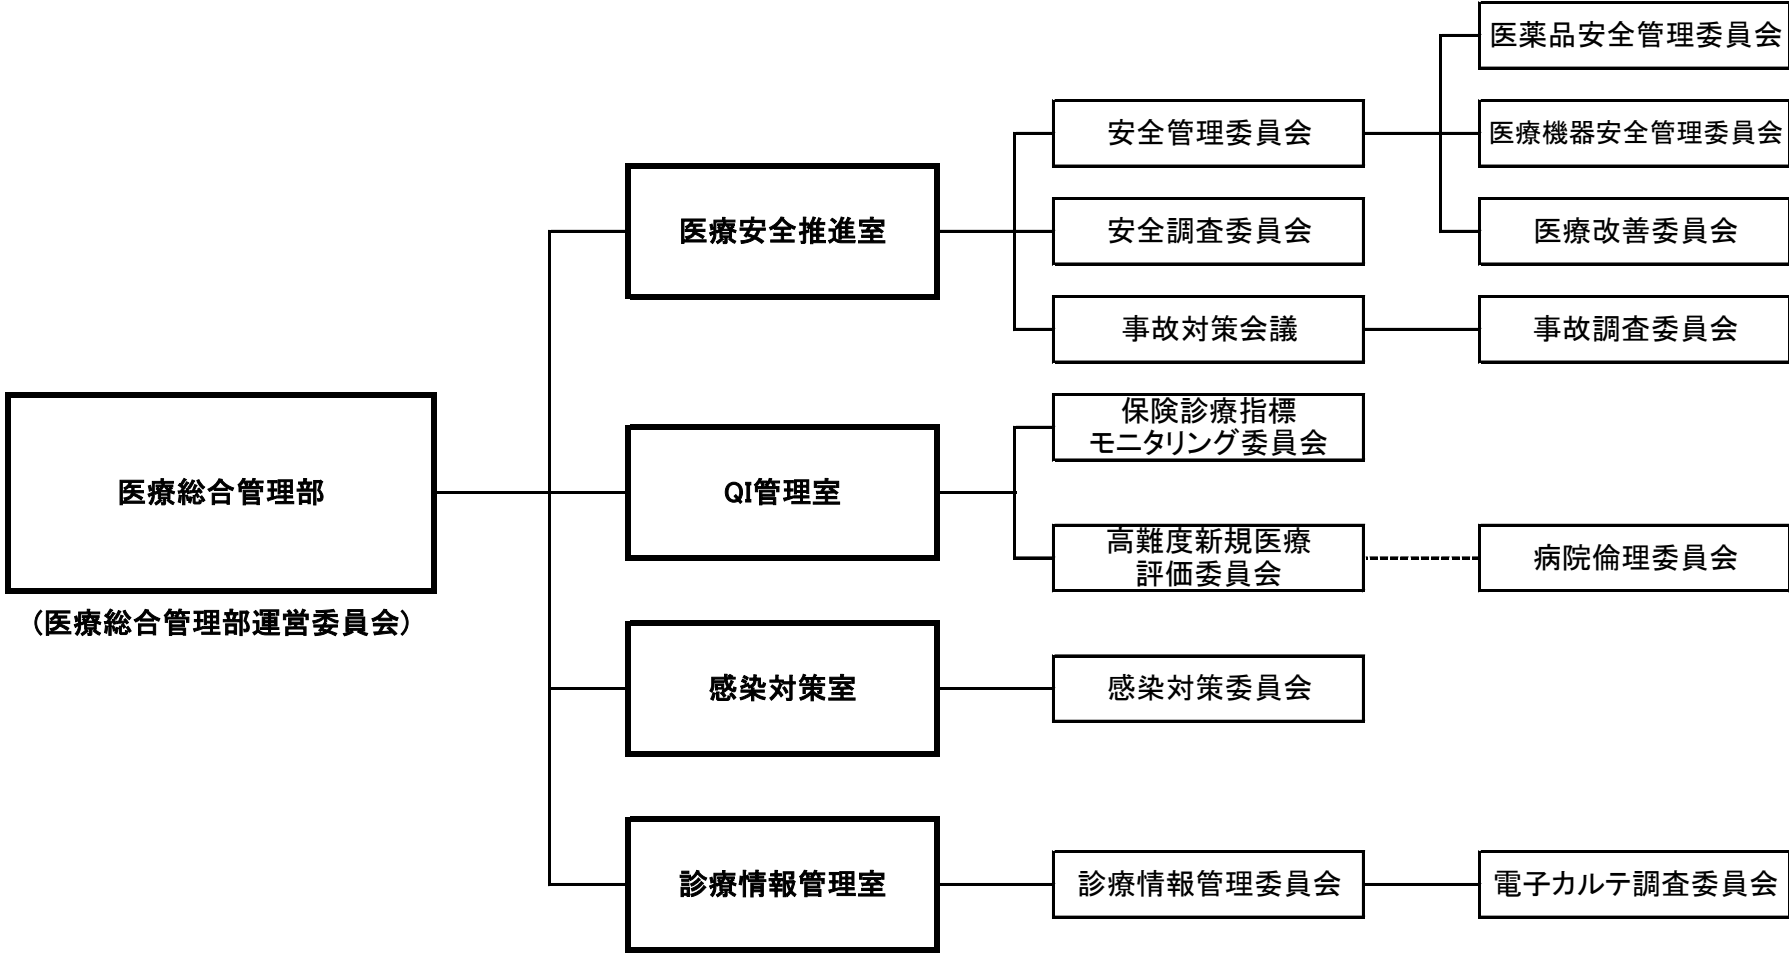 医療総合管理部
(医療総合管理部運営委員会)
医療安全推進室
安全管理委員会
医薬品安全管理委員会
医療機器安全管理委員会
医療改善委員会
安全調査委員会
事故対策会議
事故調査委員会
QI管理室
保険診療指標
モニタリング委員会
高難度新規医療
評価委員会
病院倫理委員会
感染対策室
感染対策委員会
診療情報管理室
診療情報管理委員会
電子カルテ調査委員会